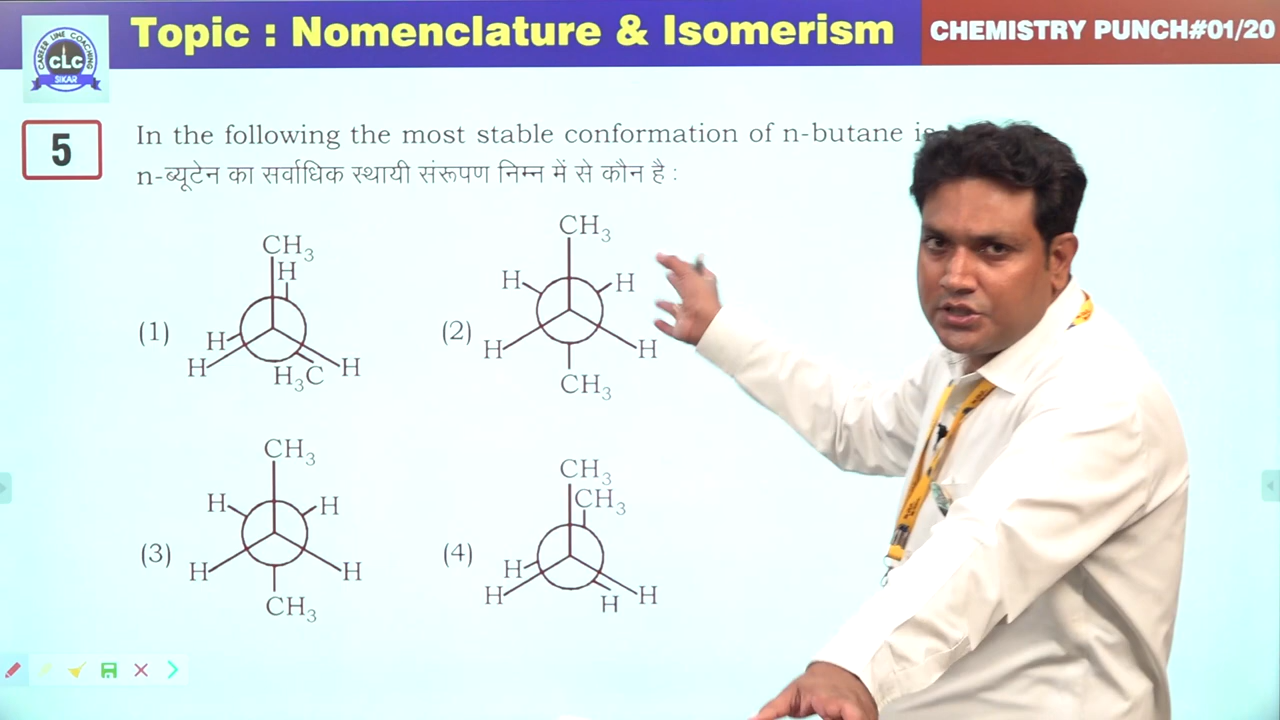 Topic : Nomenclature & Isomerism
CHEMISTRY PUNCH#01/20
CAREER LINE COACHING
CLC
SIKAR
5
In the following the most stable conformation of n-butane is
n-ब्यूटेन का सर्वाधिक स्थायी संरूपण निम्न में से कौन है :
(1)
CH₃
H
H
H
H₃C
H
(2)
CH₃
H
H
H
H
CH₃
(3)
CH₃
H
H
H
H
CH₃
(4)
CH₃
CH₃
H
H
H
H